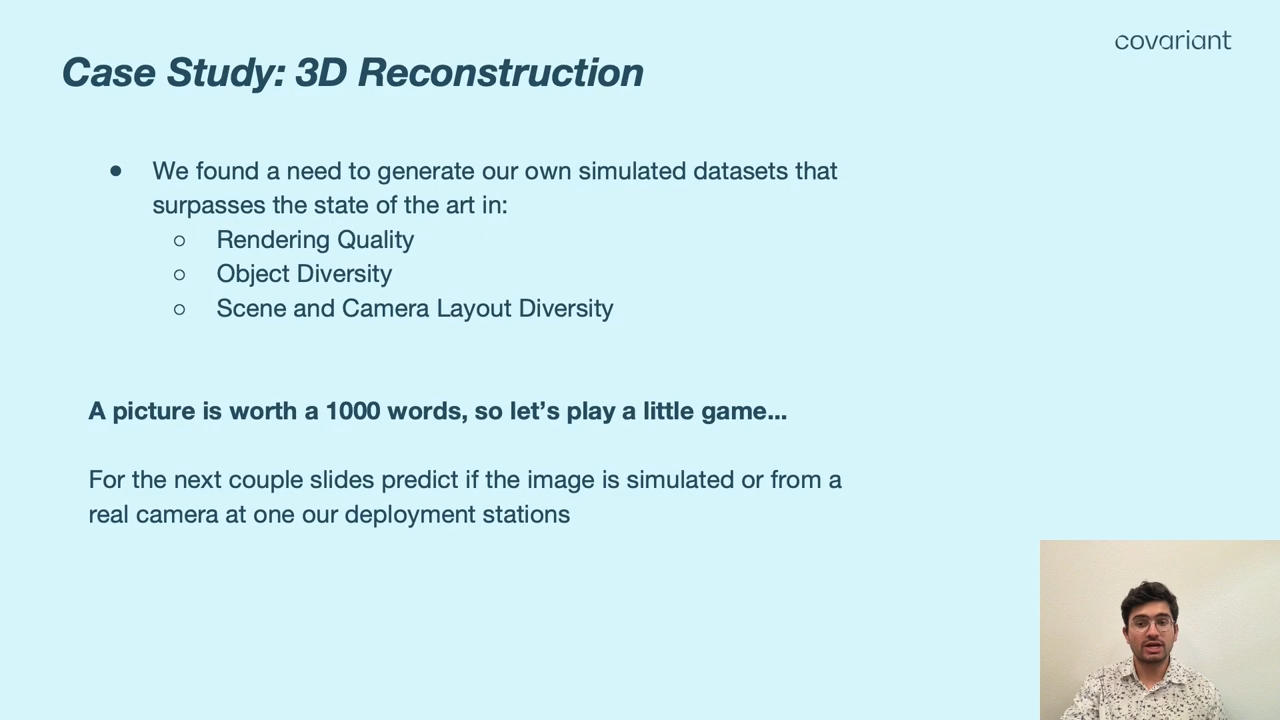 covariant
Case Study: 3D Reconstruction
● We found a need to generate our own simulated datasets that
surpasses the state of the art in:
○ Rendering Quality
○ Object Diversity
○ Scene and Camera Layout Diversity
A picture is worth a 1000 words, so let’s play a little game...
For the next couple slides predict if the image is simulated or from a
real camera at one our deployment stations